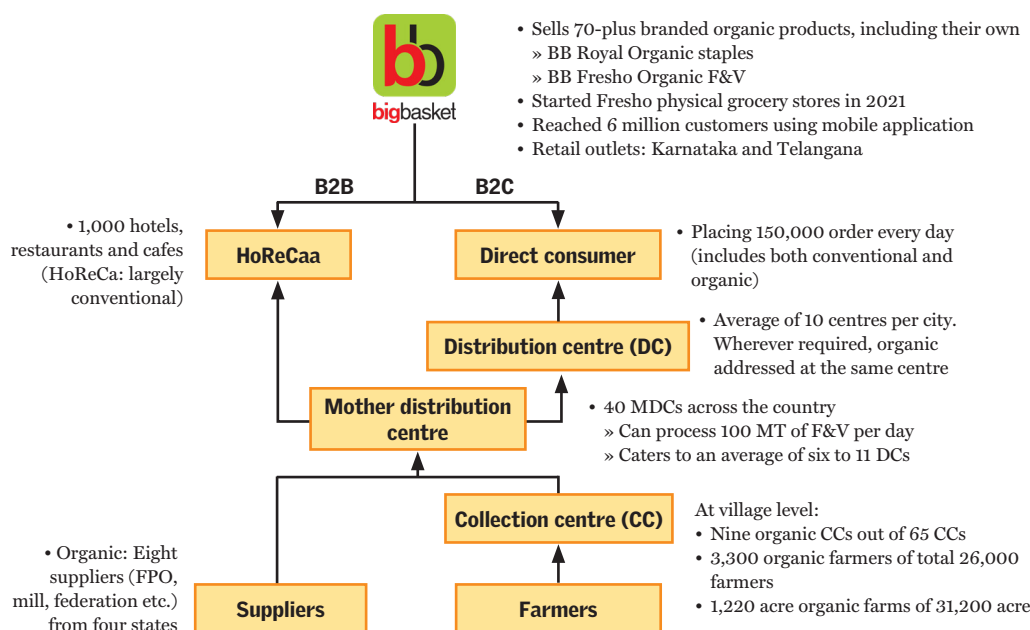 bb
bigbasket
• Sells 70-plus branded organic products, including their own
» BB Royal Organic staples
» BB Fresho Organic F&V
• Started Fresho physical grocery stores in 2021
• Reached 6 million customers using mobile application
• Retail outlets: Karnataka and Telangana
B2B
B2C
• 1,000 hotels,
restaurants and cafes
(HoReCa: largely
conventional)
HoReCaa
Direct consumer
• Placing 150,000 order every day
(includes both conventional and
organic)
Distribution centre (DC)
• Average of 10 centres per city.
Wherever required, organic
addressed at the same centre
Mother distribution
centre
• 40 MDCs across the country
» Can process 100 MT of F&V per day
» Caters to an average of six to 11 DCs
Collection centre (CC)
At village level:
• Nine organic CCs out of 65 CCs
• 3,300 organic farmers of total 26,000
farmers
• 1,220 acre organic farms of 31,200 acre
• Organic: Eight
suppliers (FPO,
mill, federation etc.)
from four states
Suppliers
Farmers